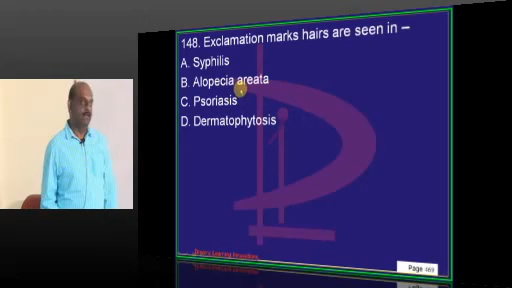 148. Exclamation marks hairs are seen in –
A. Syphilis
B. Alopecia areata
C. Psoriasis
D. Dermatophytosis
Page 469